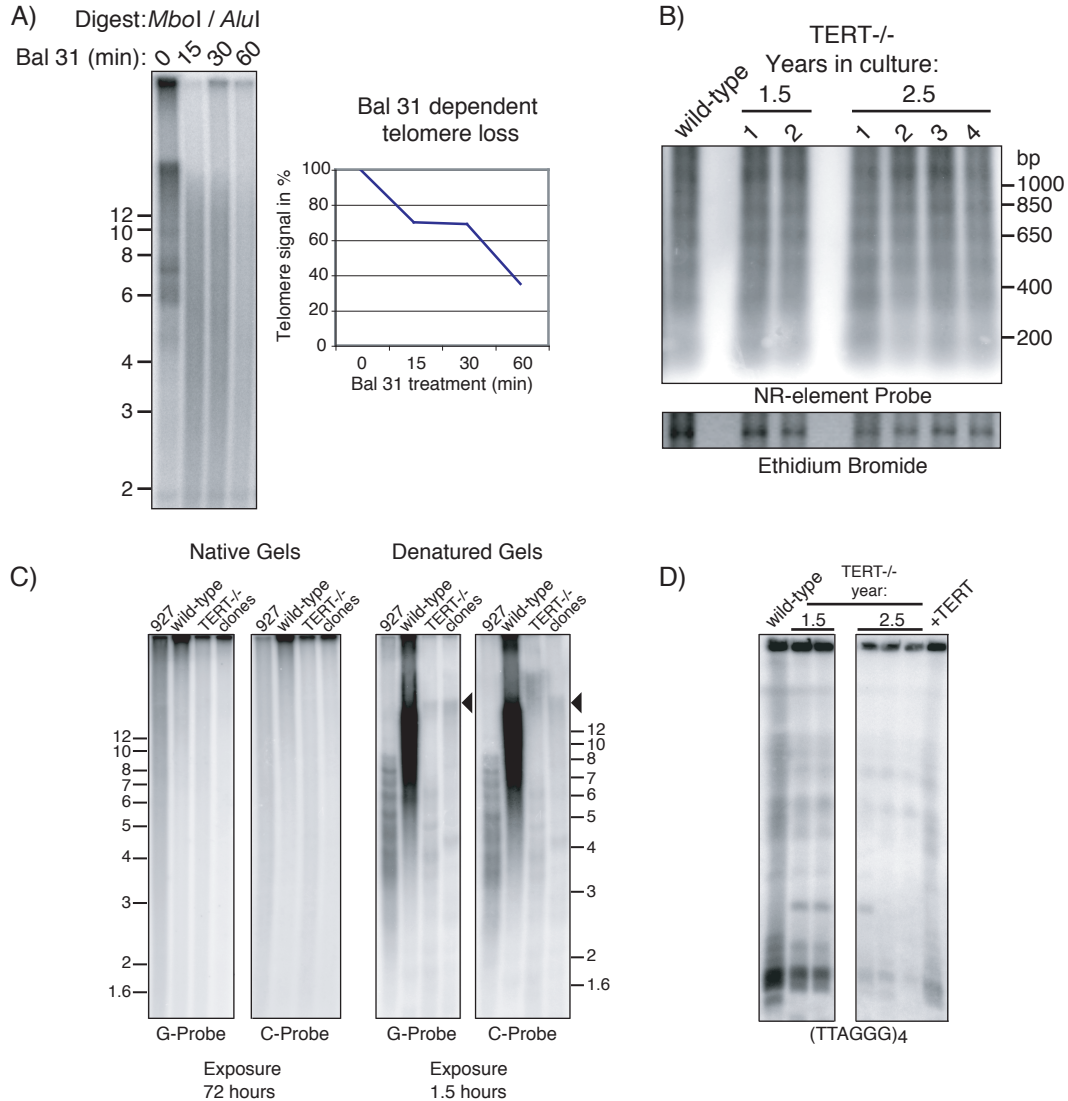 A)
Digest: MboI / AluI
Bal 31 (min): 0 15 30 60
12
10
8
6
4
3
2
Bal 31 dependent
telomere loss
Telomere signal in %
100
80
60
40
20
0
0 15 30 60
Bal 31 treatment (min)
B)
TERT-/-
Years in culture:
wild-type
1.5 2.5
1 2 1 2 3 4
bp
1000
850
650
400
200
NR-element Probe
Ethidium Bromide
C)
Native Gels
927 wild-type TERT-/- clones
927 wild-type TERT-/- clones
12
10
8
7
6
5
4
3
2
1.6
G-Probe C-Probe
Exposure
72 hours
Denatured Gels
927 wild-type TERT-/- clones
927 wild-type TERT-/- clones
12
10
8
7
6
5
4
3
2
1.6
G-Probe C-Probe
Exposure
1.5 hours
D)
wild-type
TERT-/-
year:
1.5 2.5
+TERT
(TTAGGG)4